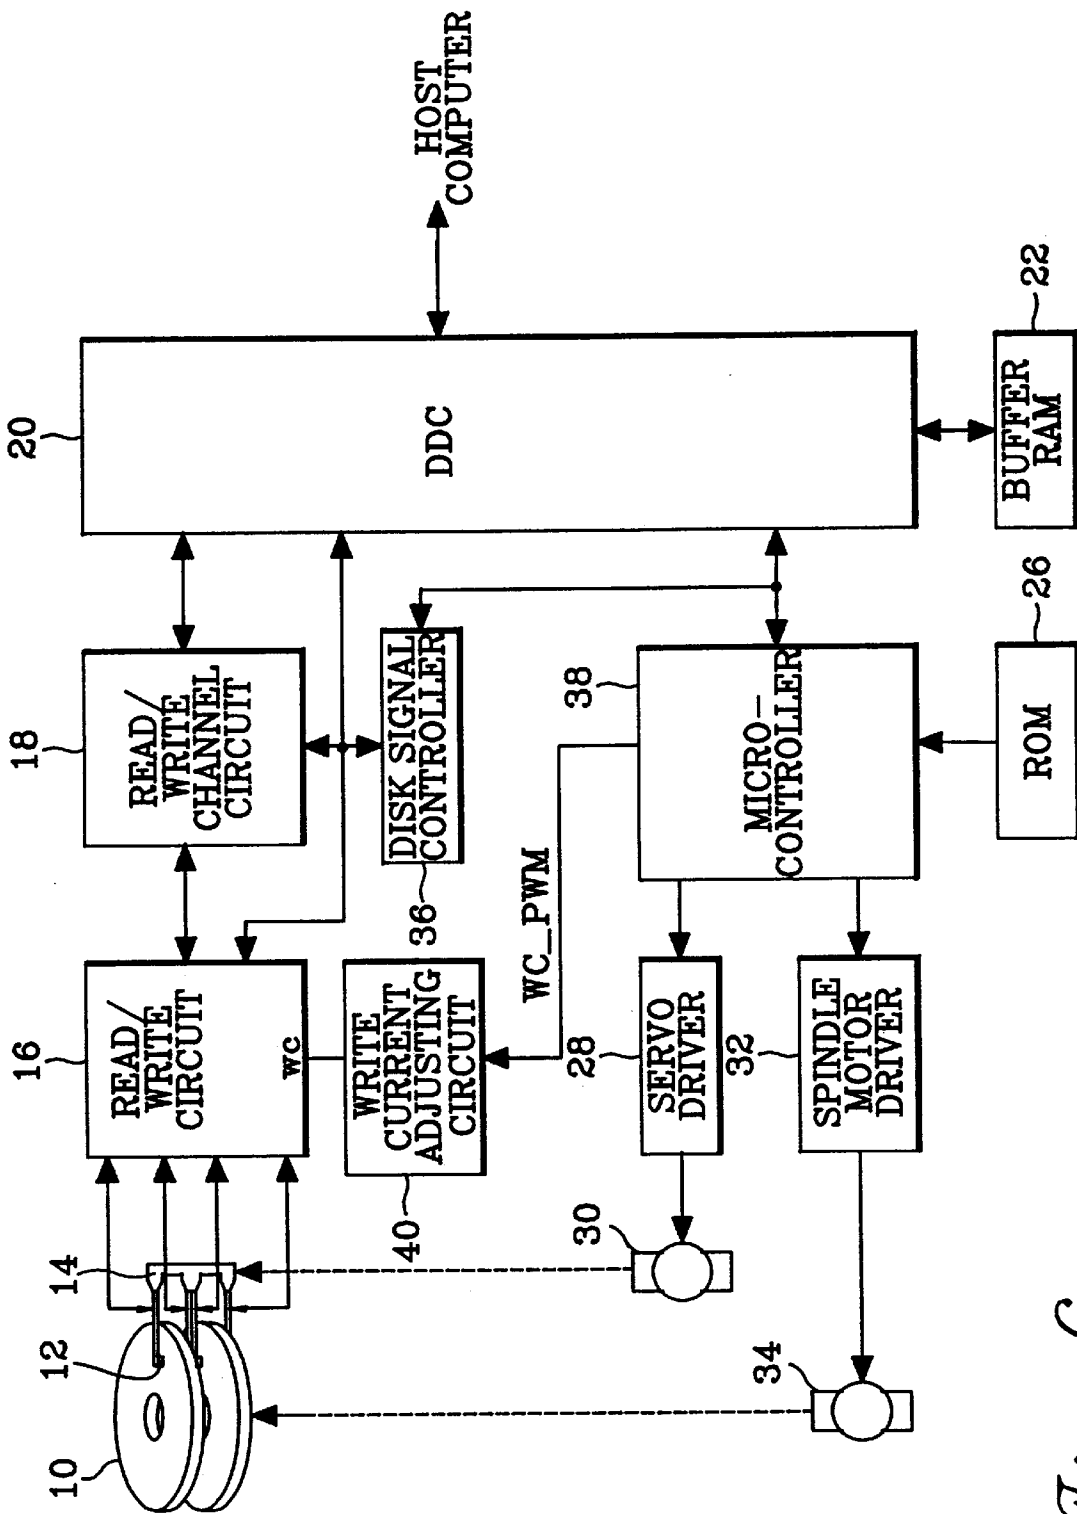 10
12
14
16
READ/
WRITE
CIRCUIT
WC
18
READ/
WRITE
CHANNEL
CIRCUIT
20
DDC
HOST
COMPUTER
40
WRITE
CURRENT
ADJUSTING
CIRCUIT
36
DISK SIGNAL
CONTROLLER
WC_PWM
38
MICRO-
CONTROLLER
22
BUFFER
RAM
26
ROM
28
SERVO
DRIVER
30
32
SPINDLE
MOTOR
DRIVER
34